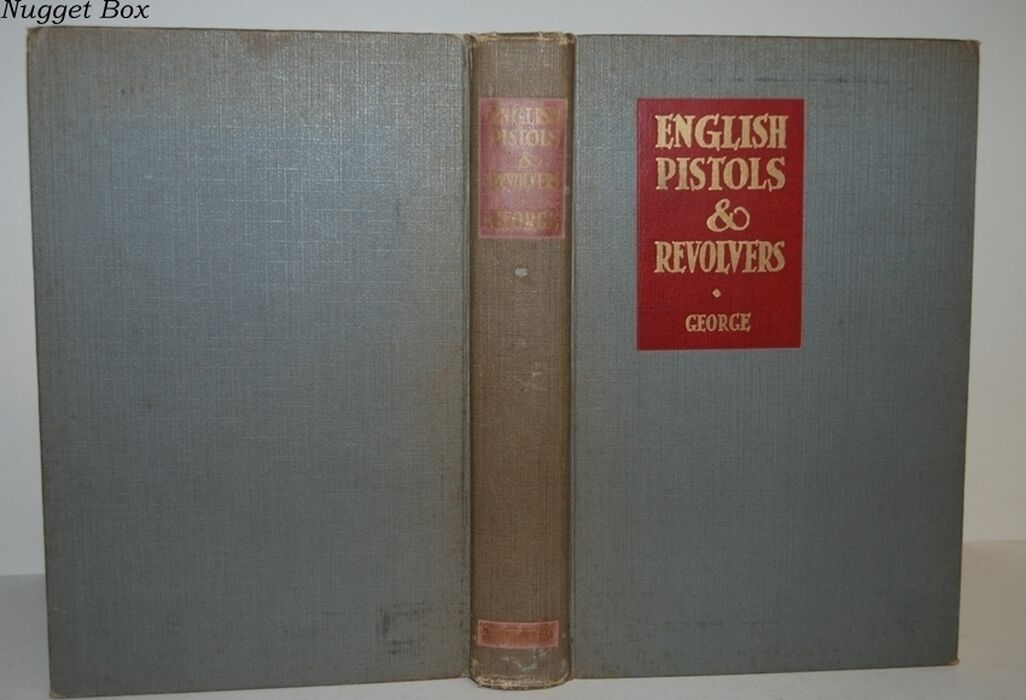 Nugget Box
ENGLISH
PISTOLS
&
REVOLVERS
GEORGE
ENGLISH
PISTOLS
&
REVOLVERS
•
GEORGE